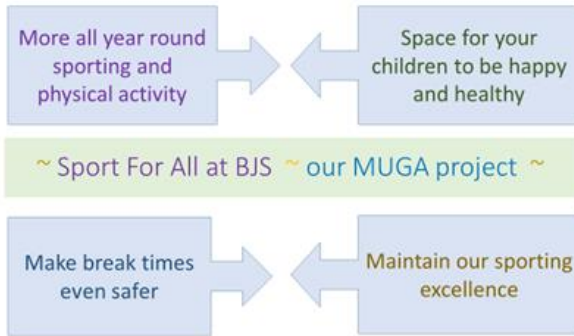 More all year round
sporting and
physical activity
Space for your
children to be happy
and healthy
~ Sport For All at BJS ~ our MUGA project ~
Make break times
even safer
Maintain our sporting
excellence